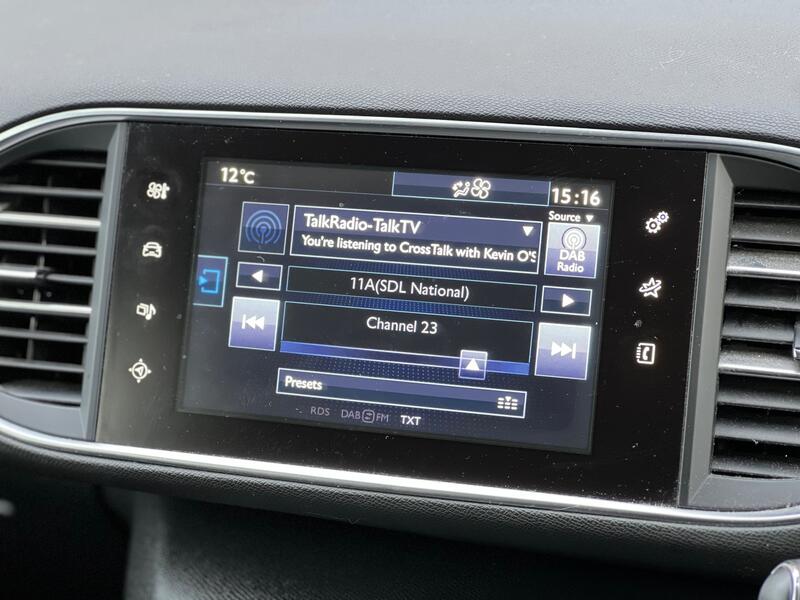 12°C
15:16
Source
TalkRadio-TalkTV
You're listening to CrossTalk with Kevin O'S
DAB
Radio
11A(SDL National)
Channel 23
Presets
RDS DAB FM TXT